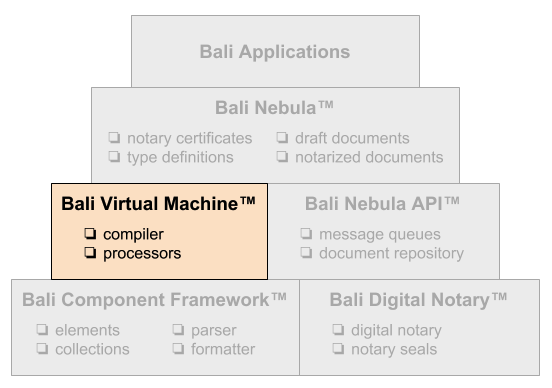 Bali Applications
Bali Nebula™
❏ notary certificates ❏ draft documents
❏ type definitions ❏ notarized documents
Bali Virtual Machine™
❏ compiler
❏ processors
Bali Nebula API™
❏ message queues
❏ document repository
Bali Component Framework™
❏ elements ❏ parser
❏ collections ❏ formatter
Bali Digital Notary™
❏ digital notary
❏ notary seals